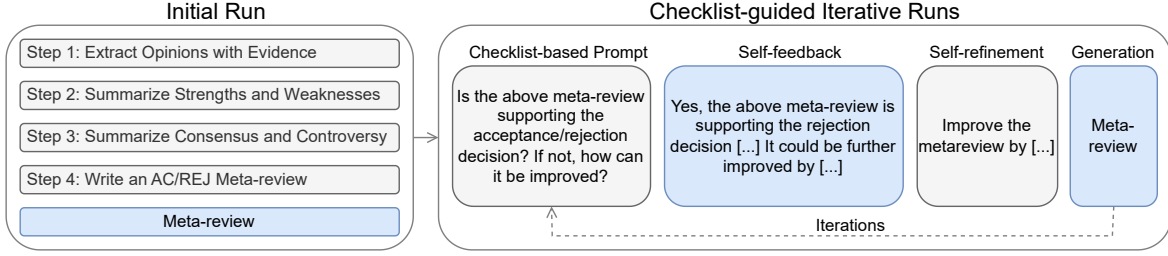 Initial Run
Step 1: Extract Opinions with Evidence
Step 2: Summarize Strengths and Weaknesses
Step 3: Summarize Consensus and Controversy
Step 4: Write an AC/REJ Meta-review
Meta-review
Checklist-guided Iterative Runs
Checklist-based Prompt
Is the above meta-review
supporting the
acceptance/rejection
decision? If not, how can
it be improved?
Self-feedback
Yes, the above meta-review is
supporting the rejection
decision [...] It could be further
improved by [...]
Self-refinement
Improve the
metareview by [...]
Generation
Meta-
review
Iterations